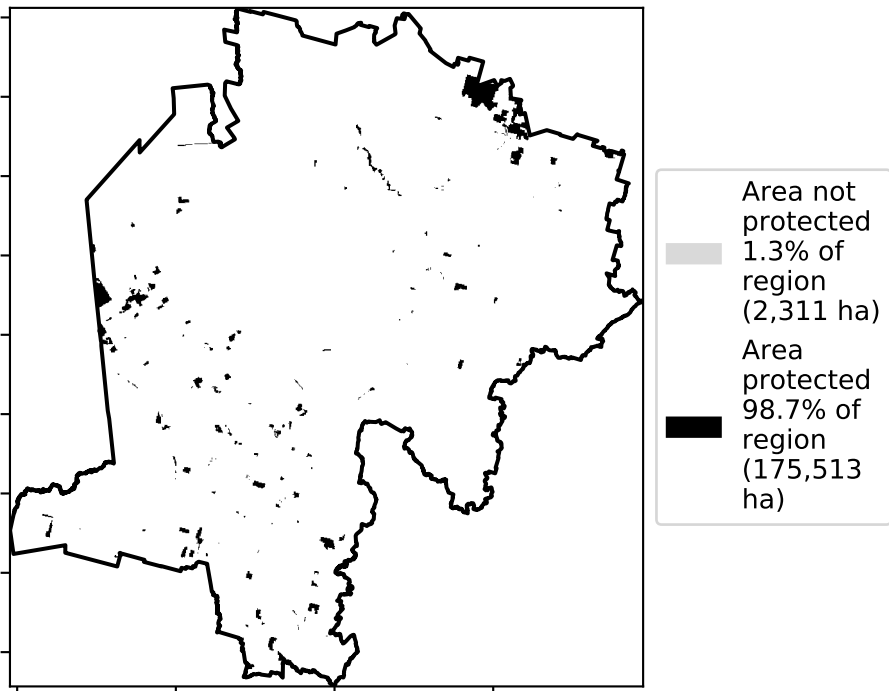 Area not
protected
1.3% of
region
(2,311 ha)
Area
protected
98.7% of
region
(175,513
ha)